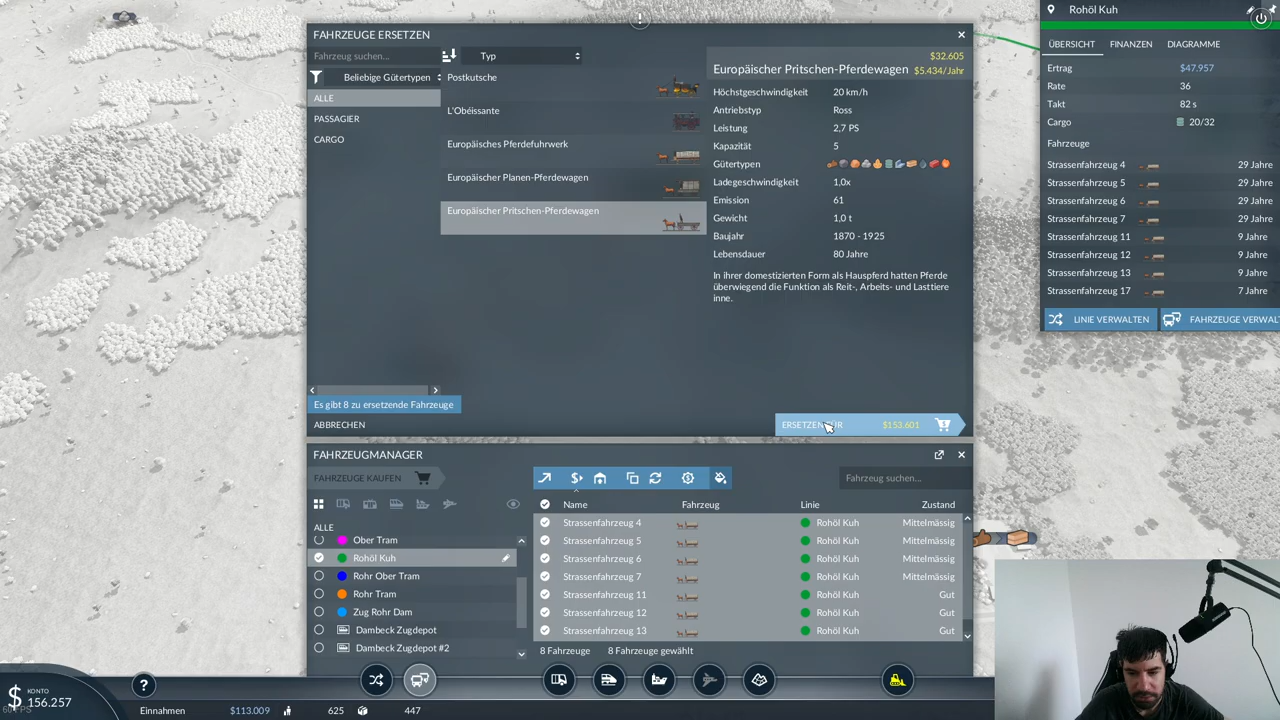 FAHRZEUGE ERSETZEN
Fahrzeug suchen...
Typ
Beliebige Gütertypen
ALLE
PASSAGIER
CARGO
Postkutsche
L'Obéissante
Europäisches Pferdefuhrwerk
Europäischer Planen-Pferdewagen
Europäischer Pritschen-Pferdewagen
$32.605
Europäischer Pritschen-Pferdewagen $5.434/Jahr
Höchstgeschwindigkeit 20 km/h
Antriebstyp Ross
Leistung 2,7 PS
Kapazität 5
Gütertypen
Ladegeschwindigkeit 1,0x
Emission 61
Gewicht 1,0 t
Baujahr 1870 - 1925
Lebensdauer 80 Jahre
In ihrer domestizierten Form als Hauspferd hatten Pferde
überwiegend die Funktion als Reit-, Arbeits- und Lasttiere
inne.
Es gibt 8 zu ersetzende Fahrzeuge
ABBRECHEN
$153.601
Rohöl Kuh
ÜBERSICHT FINANZEN DIAGRAMME
Ertrag $47.957
Rate 36
Takt 82 s
Cargo 20/32
Fahrzeuge
Strassenfahrzeug 4 29 Jahre
Strassenfahrzeug 5 29 Jahre
Strassenfahrzeug 6 29 Jahre
Strassenfahrzeug 7 29 Jahre
Strassenfahrzeug 11 9 Jahre
Strassenfahrzeug 12 9 Jahre
Strassenfahrzeug 13 9 Jahre
Strassenfahrzeug 17 7 Jahre
LINIE VERWALTEN FAHRZEUGE VERWAL
FAHRZEUGMANAGER
FAHRZEUGE KAUFEN
Fahrzeug suchen...
ALLE
Ober Tram
Rohöl Kuh
Rohr Ober Tram
Rohr Tram
Zug Rohr Dam
Dambeck Zugdepot
Dambeck Zugdepot #2
Name Fahrzeug Linie Zustand
Strassenfahrzeug 4 Rohöl Kuh Mittelmässig
Strassenfahrzeug 5 Rohöl Kuh Mittelmässig
Strassenfahrzeug 6 Rohöl Kuh Mittelmässig
Strassenfahrzeug 7 Rohöl Kuh Mittelmässig
Strassenfahrzeug 11 Rohöl Kuh Gut
Strassenfahrzeug 12 Rohöl Kuh Gut
Strassenfahrzeug 13 Rohöl Kuh Gut
8 Fahrzeuge 8 Fahrzeuge gewählt
KONTO
$ 156.257
60 FPS
Einnahmen $113.009 625 447